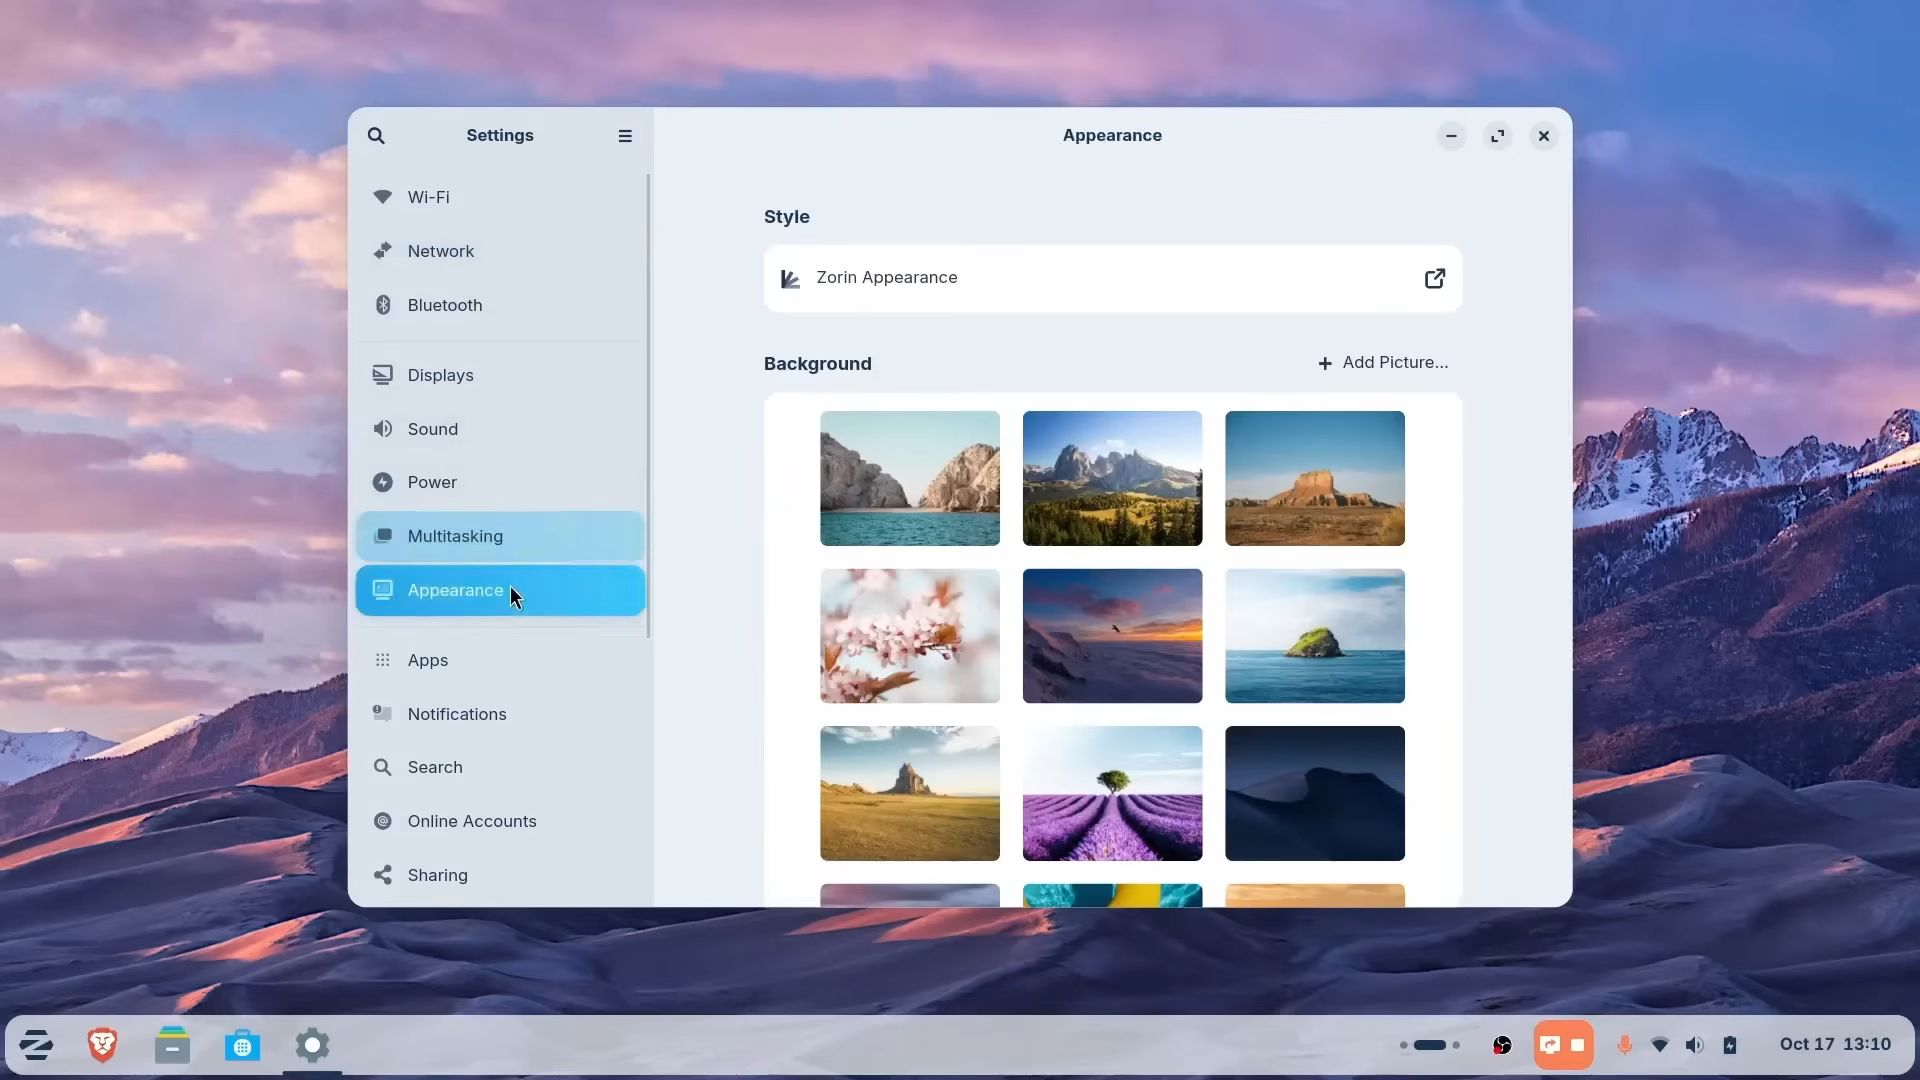 Settings
Appearance
Wi-Fi
Network
Bluetooth
Displays
Sound
Power
Multitasking
Appearance
Apps
Notifications
Search
Online Accounts
Sharing
Style
Zorin Appearance
Background
+ Add Picture...
Oct 17 13:10